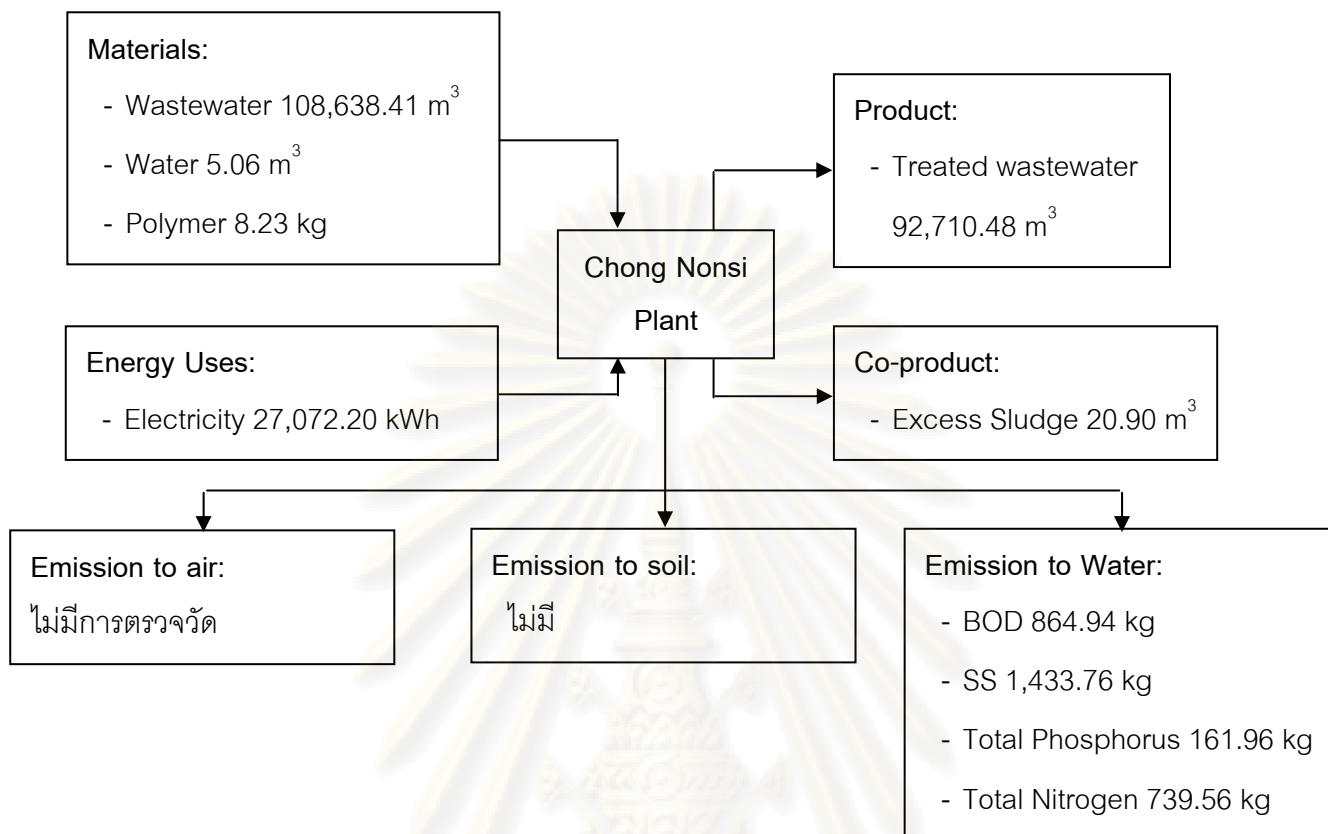 Materials:
- Wastewater 108,638.41 m³
- Water 5.06 m³
- Polymer 8.23 kg
Product:
- Treated wastewater
92,710.48 m³
Chong Nonsi
Plant
Energy Uses:
- Electricity 27,072.20 kWh
Co-product:
- Excess Sludge 20.90 m³
Emission to air:
ไม่มีการตรวจวัด
Emission to soil:
ไม่มี
Emission to Water:
- BOD 864.94 kg
- SS 1,433.76 kg
- Total Phosphorus 161.96 kg
- Total Nitrogen 739.56 kg